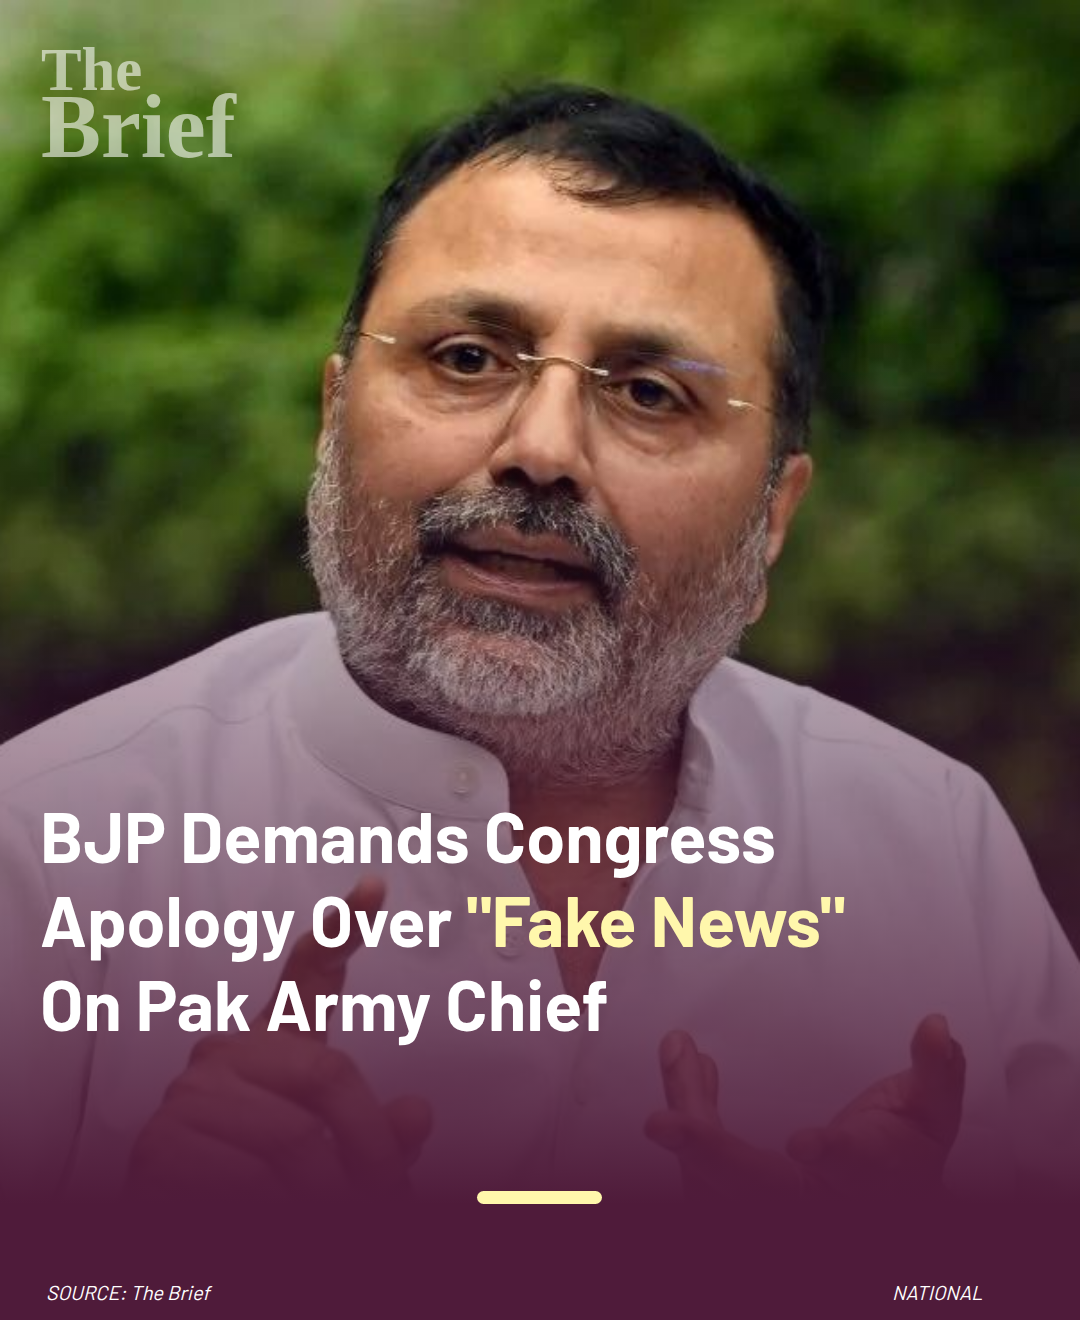 The
Brief
BJP Demands Congress
Apology Over "Fake News"
On Pak Army Chief
SOURCE: The Brief
NATIONAL